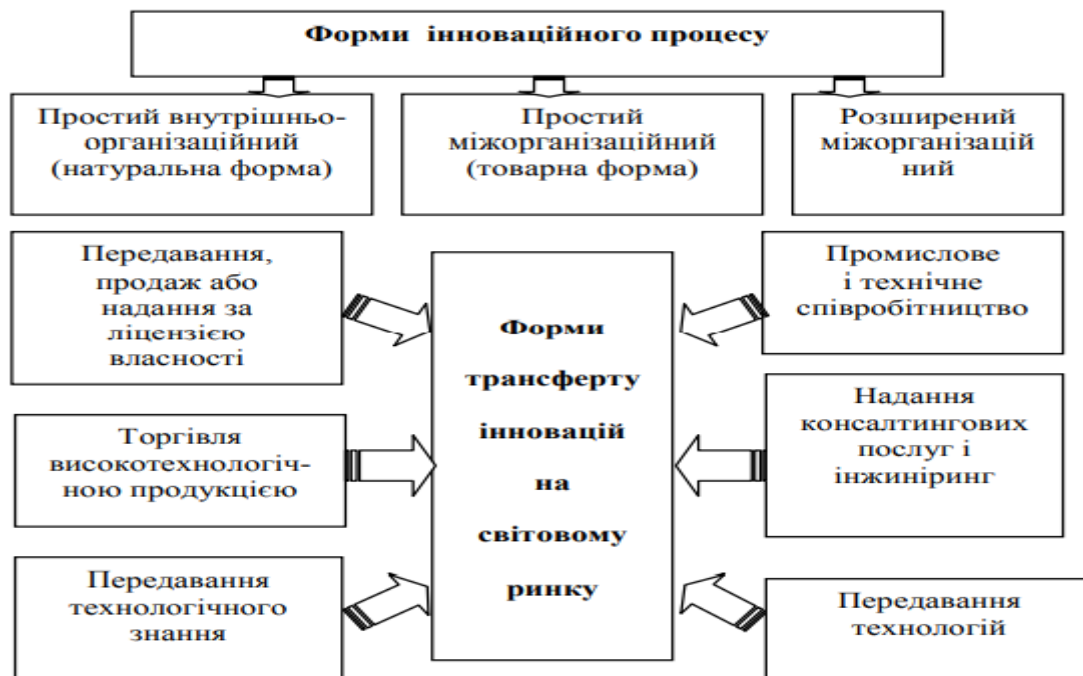 Форми інноваційного процесу
Простий внутрішньо-
організаційний
(натуральна форма)
Простий
міжорганізаційний
(товарна форма)
Розширений
міжорганізацій
ний
Передавання,
продаж або
надання за
ліцензією
власності
Торгівля
високотехнологіч-
ною продукцією
Передавання
технологічного
знання
Форми
трансферту
інновацій
на
світовому
ринку
Промислове
і технічне
співробітництво
Надання
консалтингових
послуг і
інжиніринг
Передавання
технологій